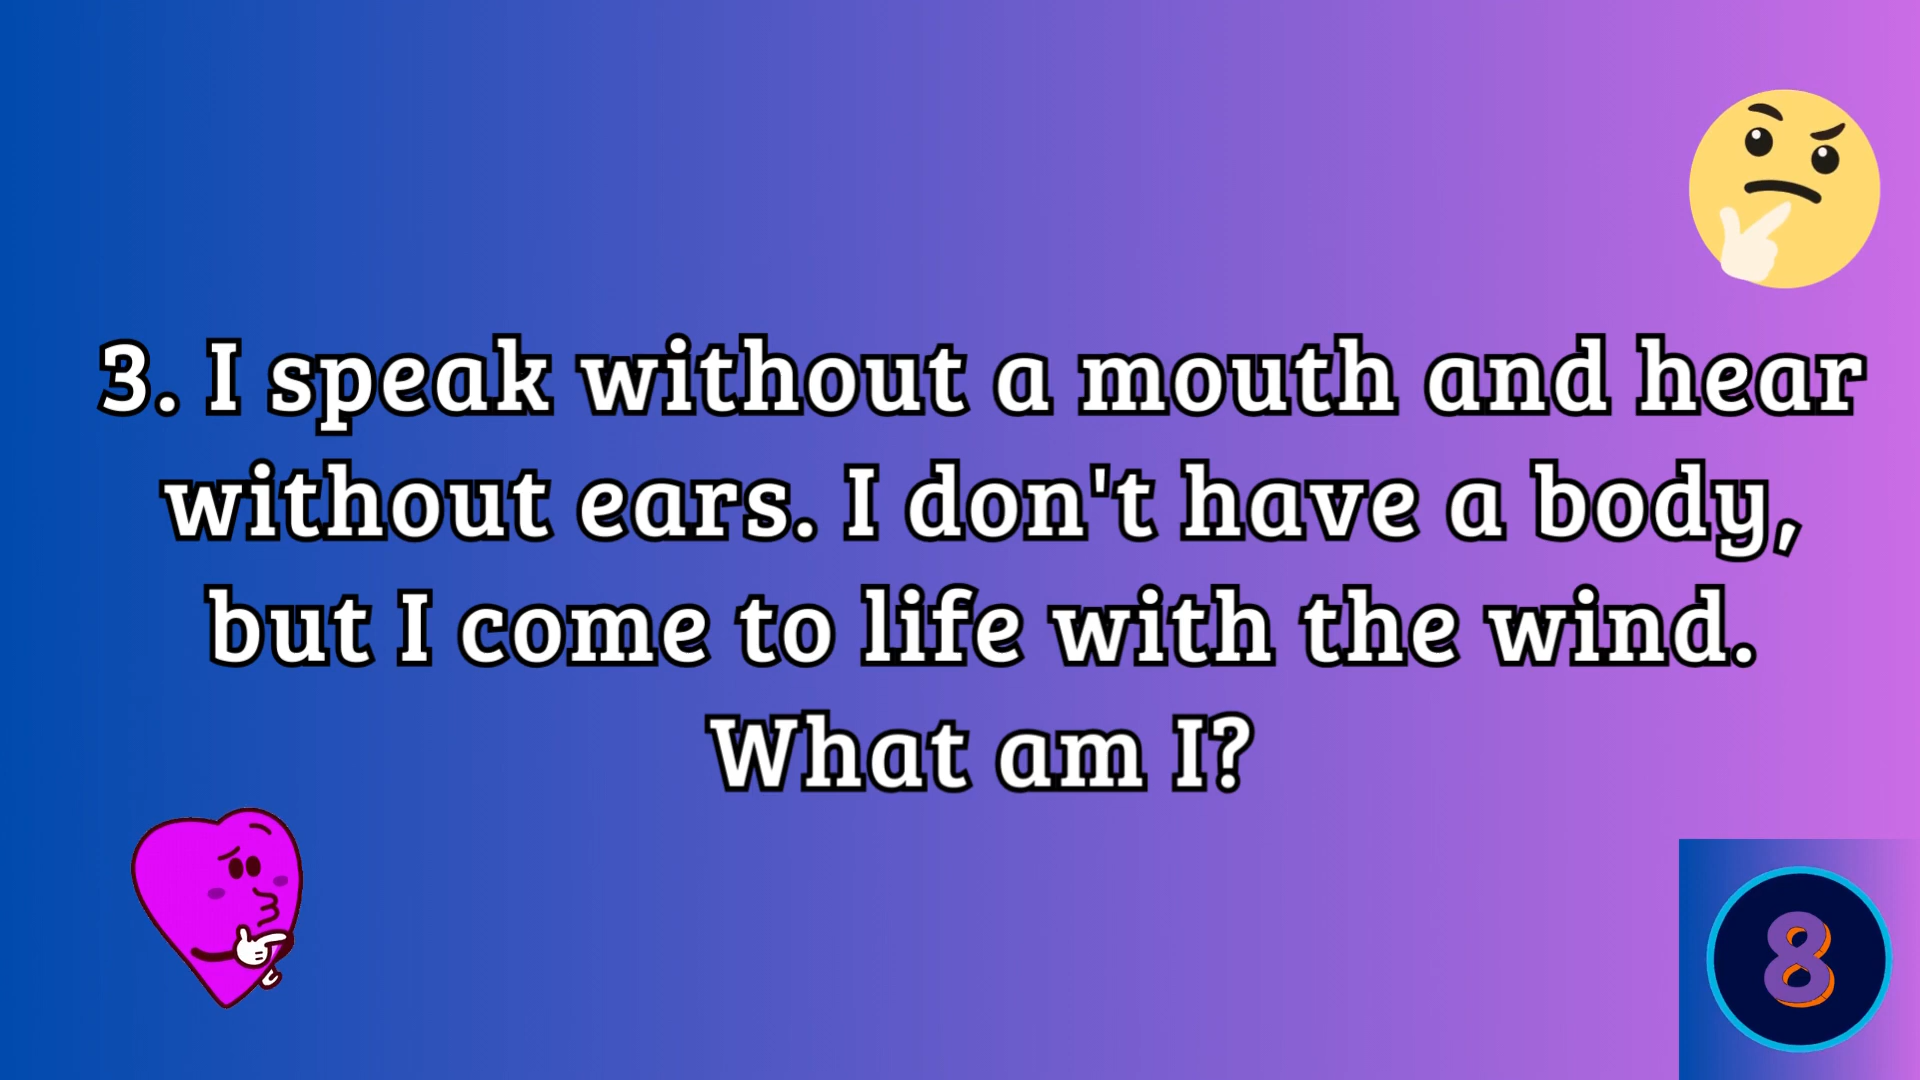 3. I speak without a mouth and hear
without ears. I don't have a body,
but I come to life with the wind.
What am I?
8